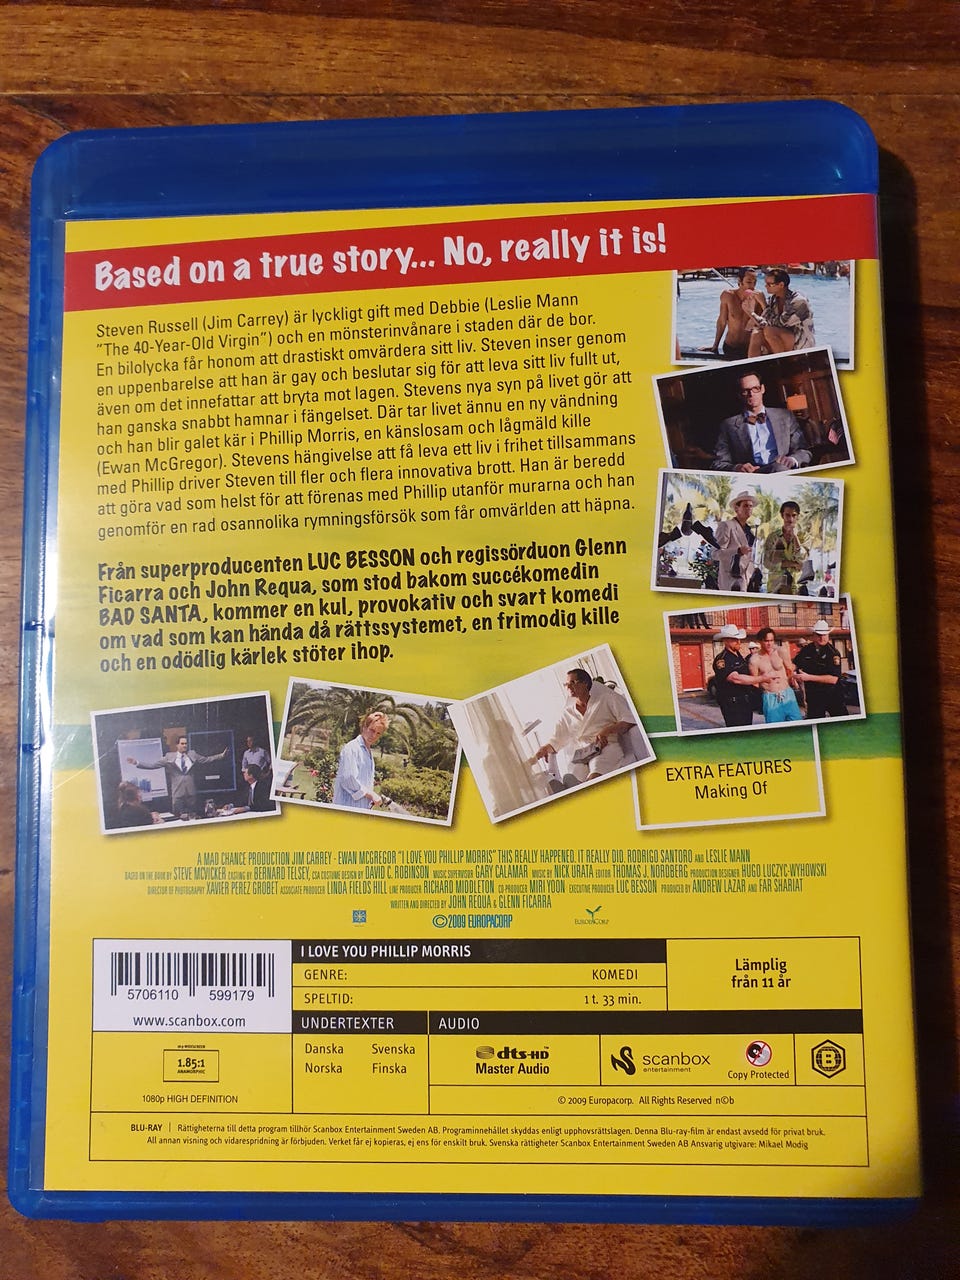 Based on a true story... No, really it is!
Steven Russell (Jim Carrey) är lyckligt gift med Debbie (Leslie Mann
"The 40-Year-Old Virgin") och en mönsterinvånare i staden där de bor.
En bilolycka får honom att drastiskt omvärdera sitt liv. Steven inser genom
en uppenbarelse att han är gay och beslutar sig för att leva sitt liv fullt ut,
även om det innefattar att bryta mot lagen. Stevens nya syn på livet gör att
han ganska snabbt hamnar i fängelset. Där tar livet ännu en ny vändning
och han blir galet kär i Phillip Morris, en känslosam och lågmäld kille
(Ewan McGregor). Stevens hängivelse att få leva ett liv i frihet tillsammans
med Phillip driver Steven till fler och flera innovativa brott. Han är beredd
att göra vad som helst för att förenas med Phillip utanför murarna och han
genomför en rad osannolika rymningsförsök som får omvärlden att häpna.
Från superproducenten LUC BESSON och regissörduon Glenn
Ficarra och John Requa, som stod bakom succékomedin
BAD SANTA, kommer en kul, provokativ och svart komedi
om vad som kan hända då rättssystemet, en frimodig kille
och en odödlig kärlek stöter ihop.
EXTRA FEATURES
Making Of
A MAD CHANCE PRODUCTION JIM CARREY - EWAN MCGREGOR "I LOVE YOU PHILLIP MORRIS" THIS REALLY HAPPENED. IT REALLY DID. RODRIGO SANTORO AND LESLIE MANN
BASED ON THE BOOK BY STEVE MCVICKER CASTING BY BERNARD TELSEY, CSA COSTUME DESIGN BY DAVID C. ROBINSON MUSIC SUPERVISOR GARY CALAMAR MUSIC BY NICK URATA EDITOR THOMAS J. NORDBERG PRODUCTION DESIGNER HUGO LUCZYC-WYHOWSKI
DIRECTOR OF PHOTOGRAPHY XAVIER PEREZ GROBET ASSOCIATE PRODUCER LINDA FIELDS HILL LINE PRODUCER RICHARD MIDDLETON CO-PRODUCER MIRI YOON EXECUTIVE PRODUCER LUC BESSON PRODUCED BY ANDREW LAZAR AND FAR SHARIAT
WRITTEN AND DIRECTED BY JOHN REQUA & GLENN FICARRA
©2009 EUROPACORP
EUROPACORP
I LOVE YOU PHILLIP MORRIS
GENRE: KOMEDI
SPELTID: 1 t. 33 min.
Lämplig
från 11 år
5706110 599179
www.scanbox.com
UNDERTEXTER
Danska Svenska
Norska Finska
AUDIO
dts-HD™
Master Audio
scanbox
entertainment
Copy Protected
B
16:9 WIDESCREEN
1.85:1
ANAMORPHIC
1080p HIGH DEFINITION
© 2009 Europacorp. All Rights Reserved n©b
BLU-RAY | Rättigheterna till detta program tillhör Scanbox Entertainment Sweden AB. Programinnehållet skyddas enligt upphovsrättslagen. Denna Blu-ray-film är endast avsedd för privat bruk.
All annan visning och vidarespridning är förbjuden. Verket får ej kopieras, ej ens för enskilt bruk. Svenska rättigheter Scanbox Entertainment Sweden AB Ansvarig utgivare: Mikael Modig